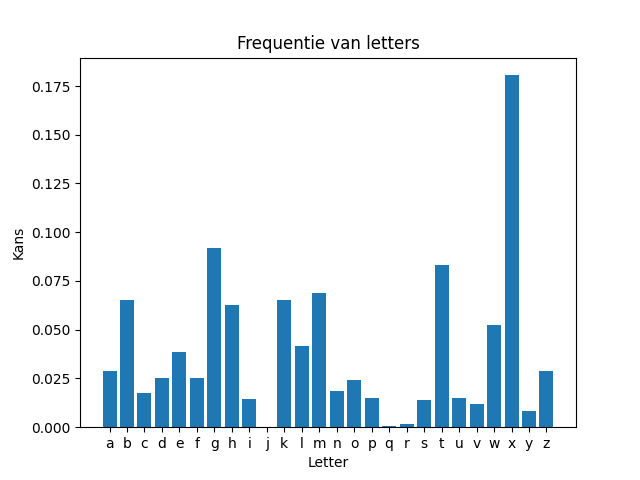 Frequentie van letters
0.175
0.150
0.125
0.100
0.075
0.050
0.025
0.000
Kans
a b c d e f g h i j k l m n o p q r s t u v w x y z
Letter